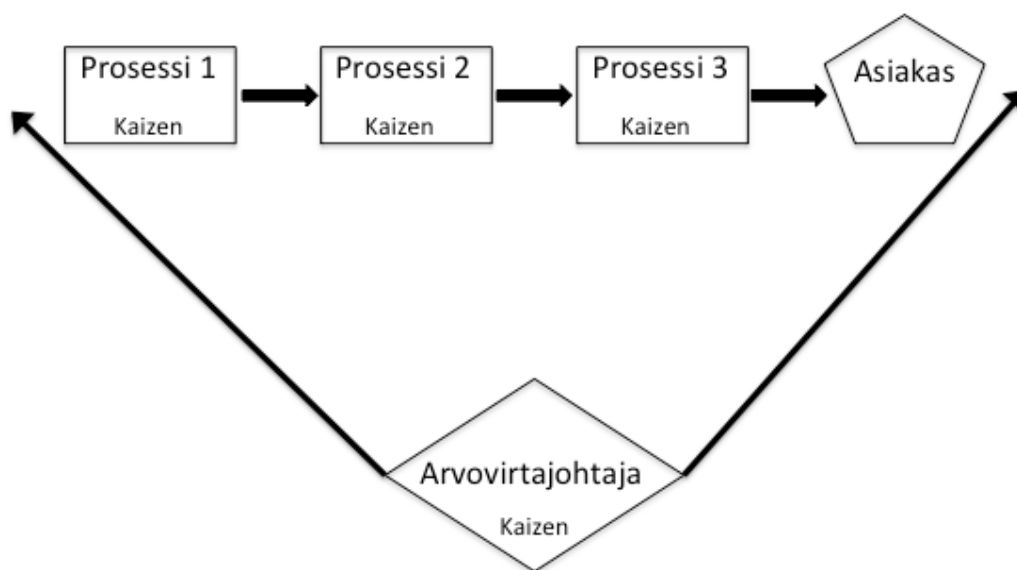 Prosessi 1
Kaizen
Prosessi 2
Kaizen
Prosessi 3
Kaizen
Asiakas
Arvovirtajohtaja
Kaizen